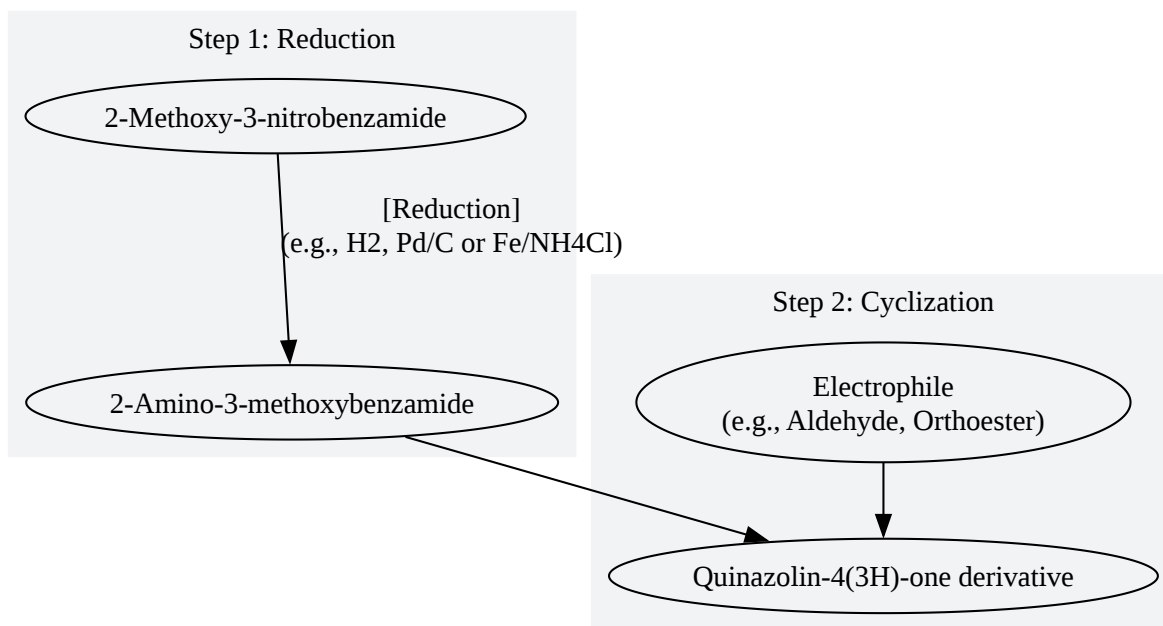 Step 1: Reduction
2-Methoxy-3-nitrobenzamide
[Reduction]
(e.g., H2, Pd/C or Fe/NH4Cl)
2-Amino-3-methoxybenzamide
Step 2: Cyclization
Electrophile
(e.g., Aldehyde, Orthoester)
Quinazolin-4(3H)-one derivative